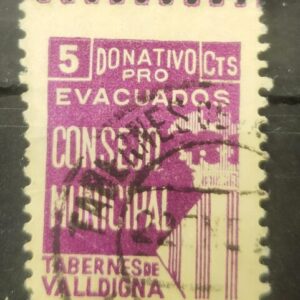 5 DONATIVO CTS
PRO
EVACUADOS
CONSEJO
MUNICIPAL
TABERNES DE
VALLDIGNA